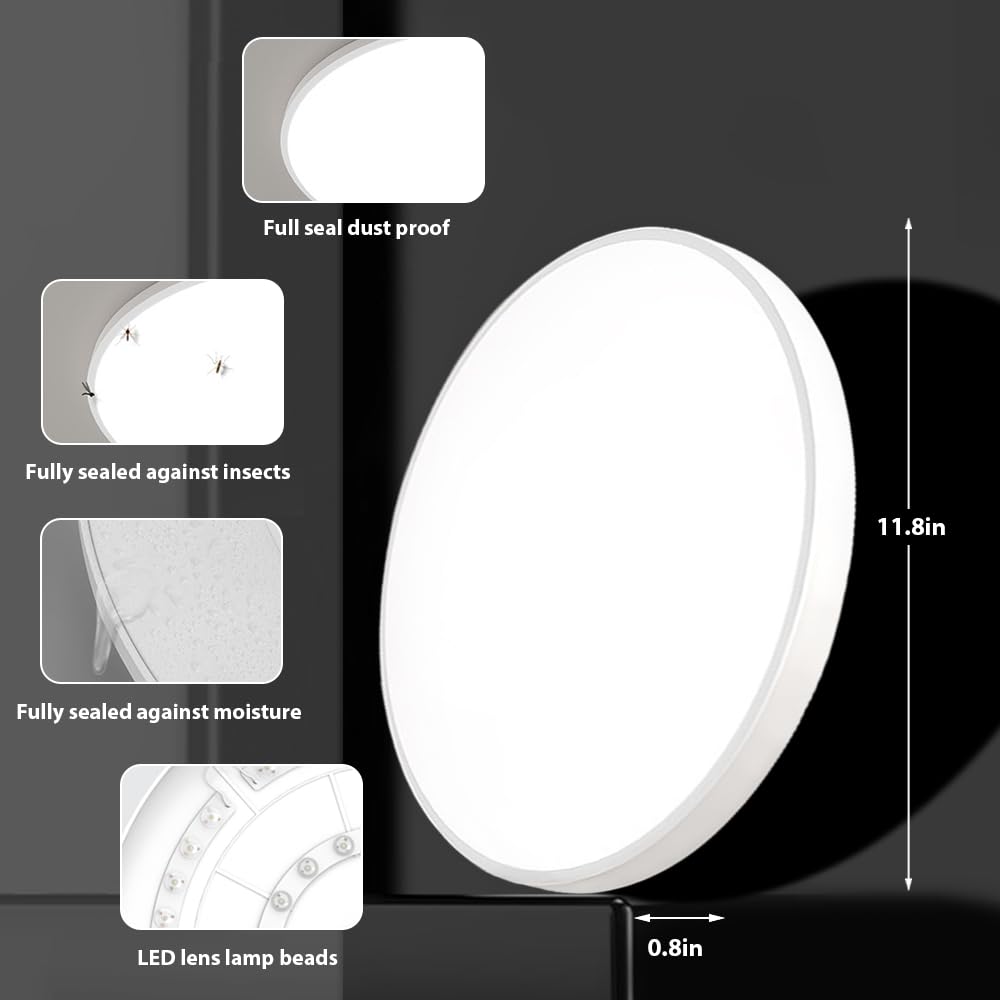 Full seal dust proof
Fully sealed against insects
11.8in
Fully sealed against moisture
0.8in
LED lens lamp beads